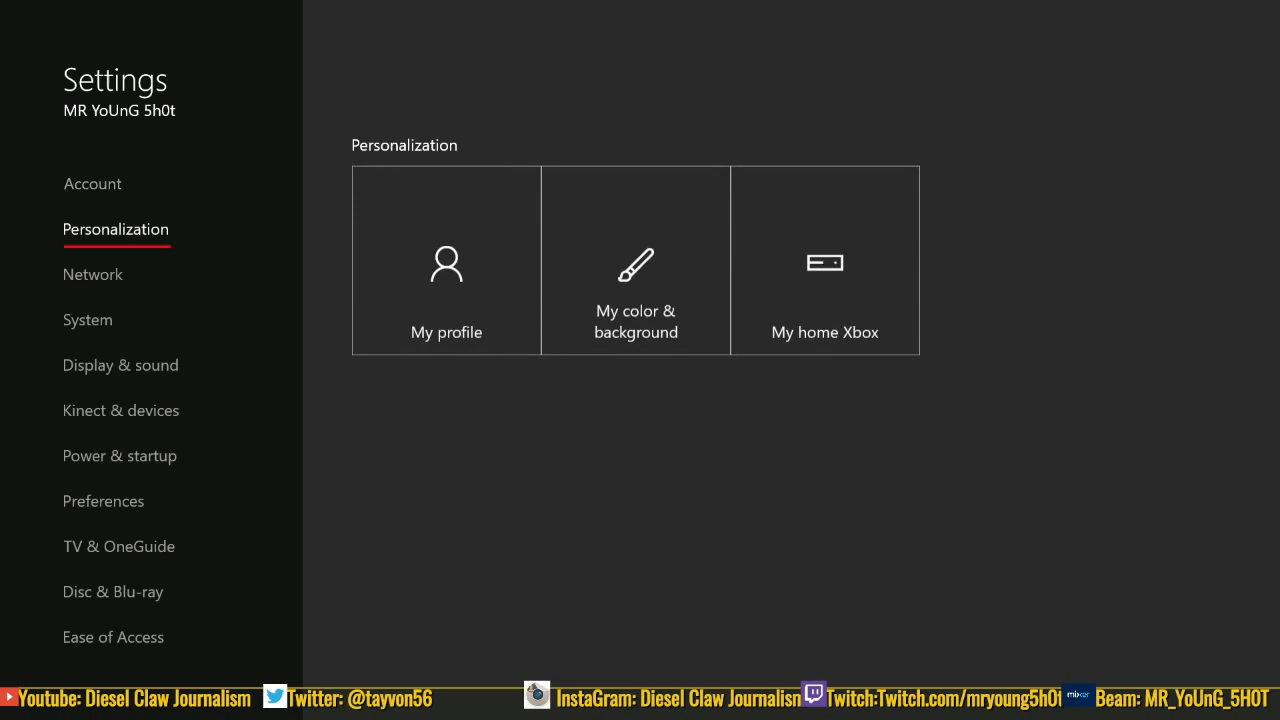 Settings
MR YoUnG 5h0t
Account
Personalization
Network
System
Display & sound
Kinect & devices
Power & startup
Preferences
TV & OneGuide
Disc & Blu-ray
Ease of Access
Personalization
My profile
My color &
background
My home Xbox
Youtube: Diesel Claw Journalism
Twitter: @tayvon56
InstaGram: Diesel Claw Journalism
Twitch:Twitch.com/mryoung5h0t
mixer
Beam: MR_YoUnG_5H0T